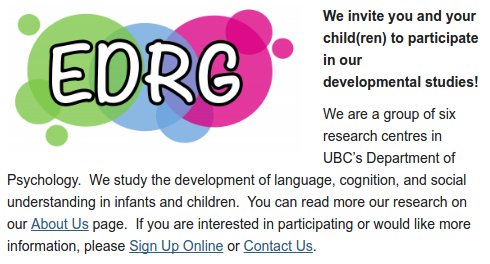 EDRG
We invite you and your
child(ren) to participate
in our
developmental studies!
We are a group of six
research centres in
UBC's Department of
Psychology.  We study the development of language, cognition, and social
understanding in infants and children.  You can read more our research on
our About Us page.  If you are interested in participating or would like more
information, please Sign Up Online or Contact Us.